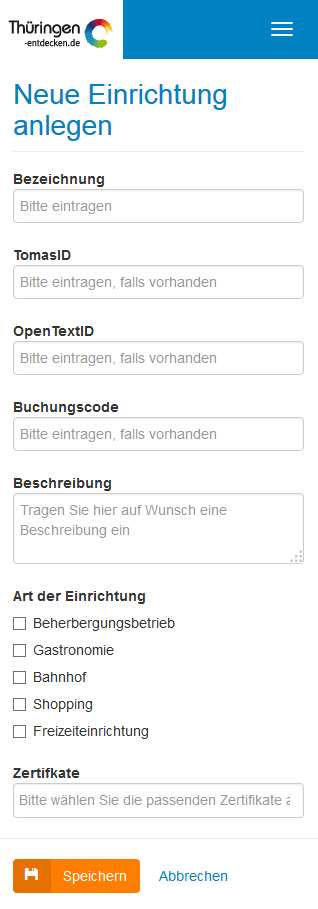 Thüringen
-entdecken.de
Neue Einrichtung
anlegen
Bezeichnung
Bitte eintragen
TomasID
Bitte eintragen, falls vorhanden
OpenTextID
Bitte eintragen, falls vorhanden
Buchungscode
Bitte eintragen, falls vorhanden
Beschreibung
Tragen Sie hier auf Wunsch eine
Beschreibung ein
Art der Einrichtung
Beherbergungsbetrieb
Gastronomie
Bahnhof
Shopping
Freizeiteinrichtung
Zertifkate
Bitte wählen Sie die passenden Zertifikate a
Speichern Abbrechen